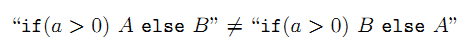 “if(a > 0) A else B” ≠ “if(a > 0) B else A”